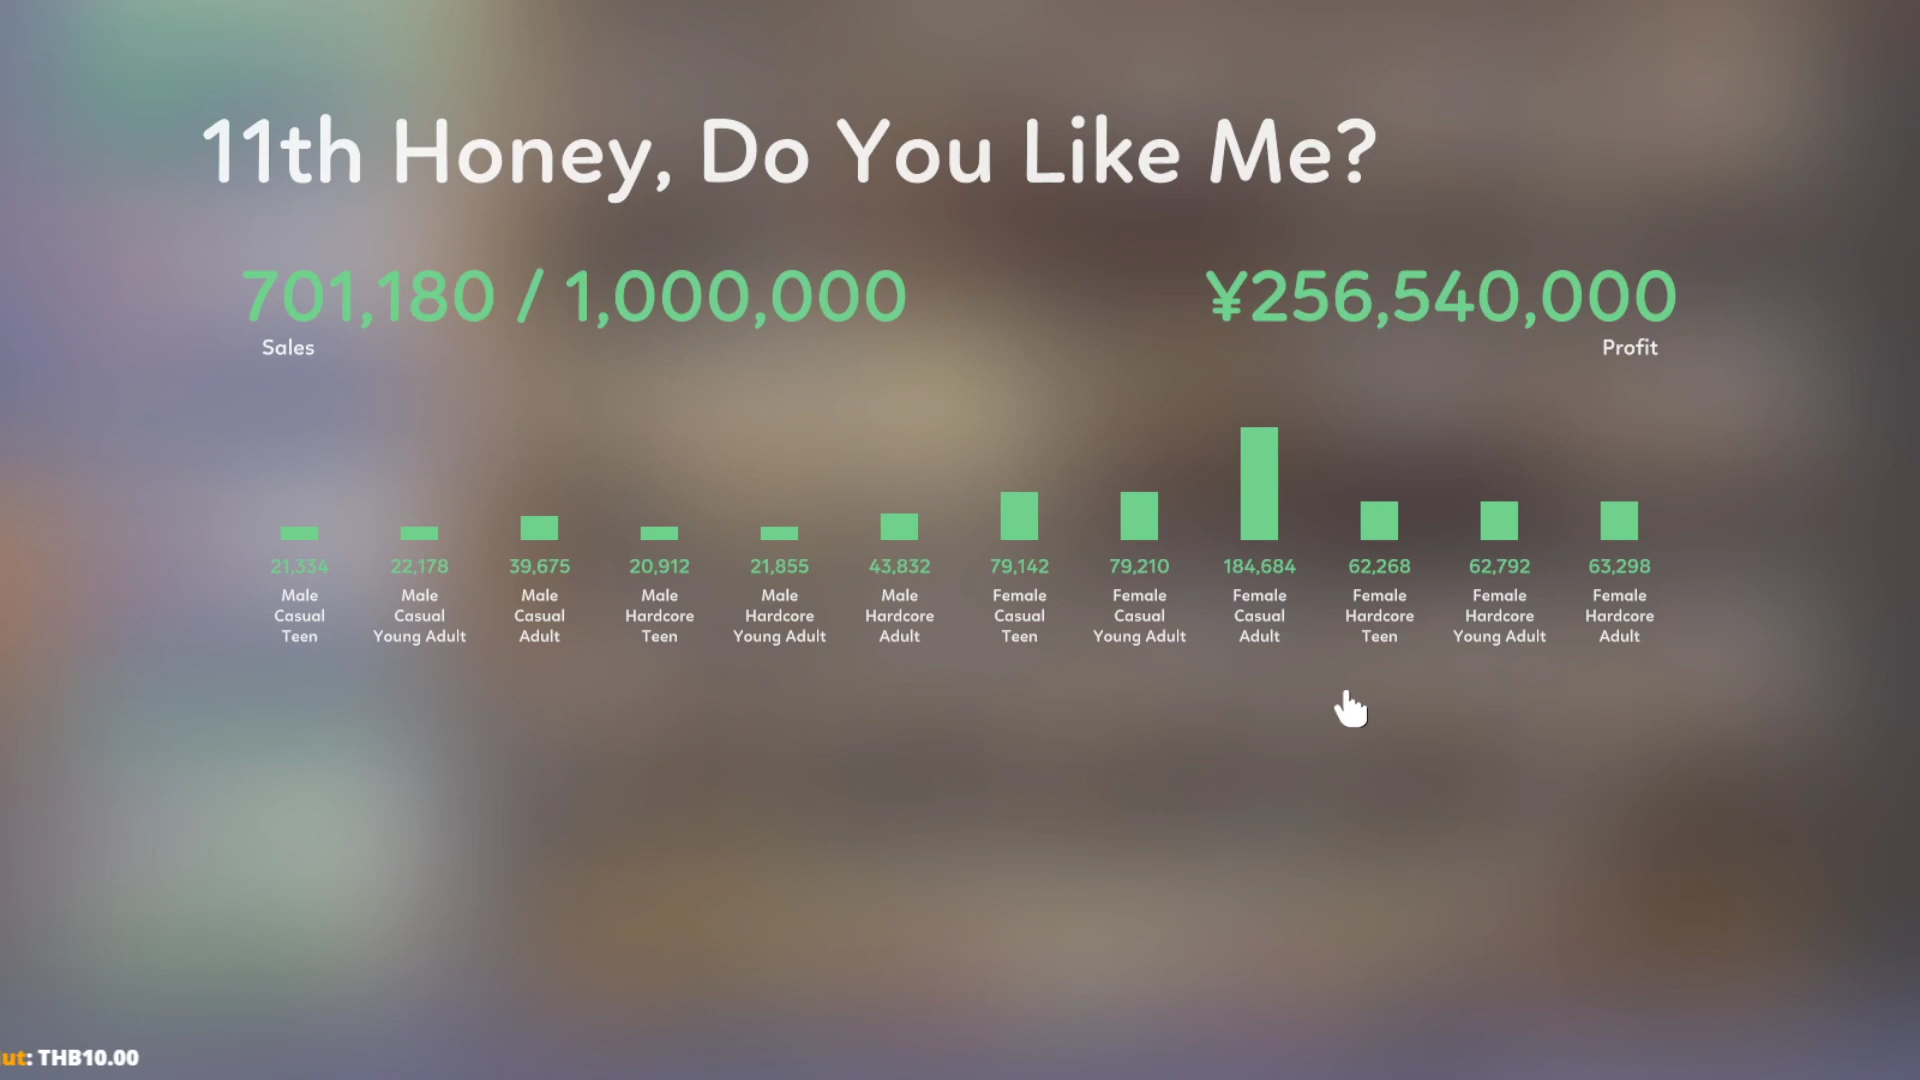 11th Honey, Do You Like Me?
701,180 / 1,000,000
Sales
¥256,540,000
Profit
21,334
Male
Casual
Teen
22,178
Male
Casual
Young Adult
39,675
Male
Casual
Adult
20,912
Male
Hardcore
Teen
21,855
Male
Hardcore
Young Adult
43,832
Male
Hardcore
Adult
79,142
Female
Casual
Teen
79,210
Female
Casual
Young Adult
184,684
Female
Casual
Adult
62,268
Female
Hardcore
Teen
62,792
Female
Hardcore
Young Adult
63,298
Female
Hardcore
Adult
: THB10.00